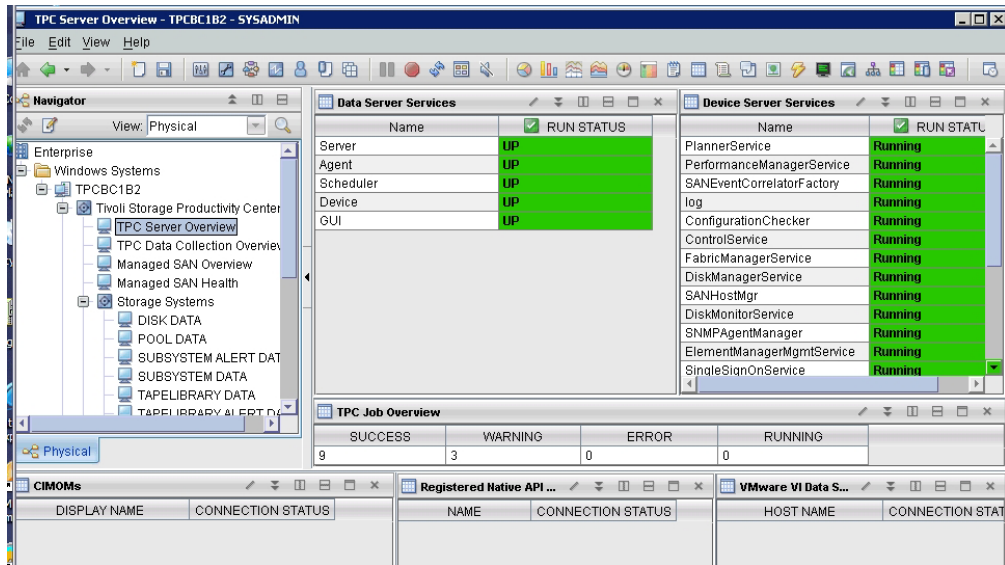 TPC Server Overview - TPCBC1B2 - SYSADMIN
File Edit View Help
Navigator
View: Physical
Enterprise
Windows Systems
TPCBC1B2
Tivoli Storage Productivity Center
TPC Server Overview
TPC Data Collection Overview
Managed SAN Overview
Managed SAN Health
Storage Systems
DISK DATA
POOL DATA
SUBSYSTEM ALERT DAT
SUBSYSTEM DATA
TAPELIBRARY DATA
TAPELIBRARY ALERT DA
Physical
Data Server Services
Name RUN STATUS
Server UP
Agent UP
Scheduler UP
Device UP
GUI UP
Device Server Services
Name RUN STATU
PlannerService Running
PerformanceManagerService Running
SANEventCorrelatorFactory Running
log Running
ConfigurationChecker Running
ControlService Running
FabricManagerService Running
DiskManagerService Running
SANHostMgr Running
DiskMonitorService Running
SNMPAgentManager Running
ElementManagerMgmtService Running
SingleSignOnService Running
TPC Job Overview
SUCCESS WARNING ERROR RUNNING
9 3 0 0
CIMOMs
DISPLAY NAME CONNECTION STATUS
Registered Native API ...
NAME CONNECTION STATUS
VMware VI Data S...
HOST NAME CONNECTION STAT